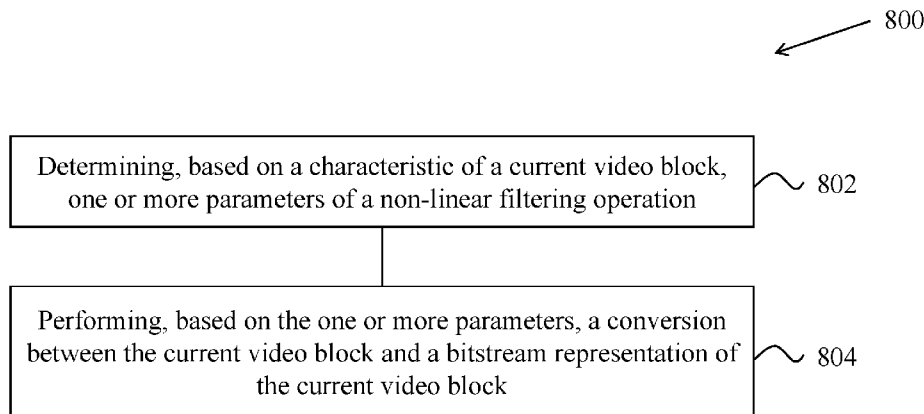 800
Determining, based on a characteristic of a current video block,
one or more parameters of a non-linear filtering operation
802
Performing, based on the one or more parameters, a conversion
between the current video block and a bitstream representation of
the current video block
804